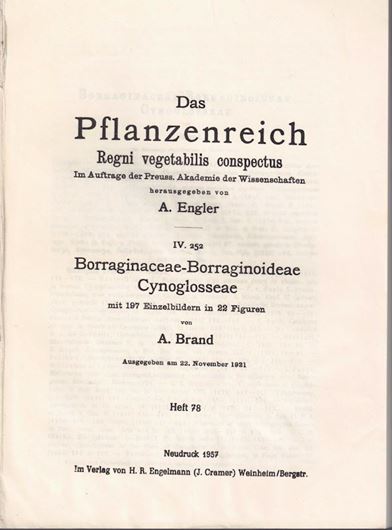 Das
Pflanzenreich
Regni vegetabilis conspectus
Im Auftrage der Preuss. Akademie der Wissenschaften
herausgegeben von
A. Engler
IV. 252
Borraginaceae-Borraginoideae
Cynoglosseae
mit 197 Einzelbildern in 22 Figuren
von
A. Brand
Ausgegeben am 22. November 1921
Heft 78
Neudruck 1957
Im Verlag von H. R. Engelmann (J. Cramer) Weinheim/Bergstr.